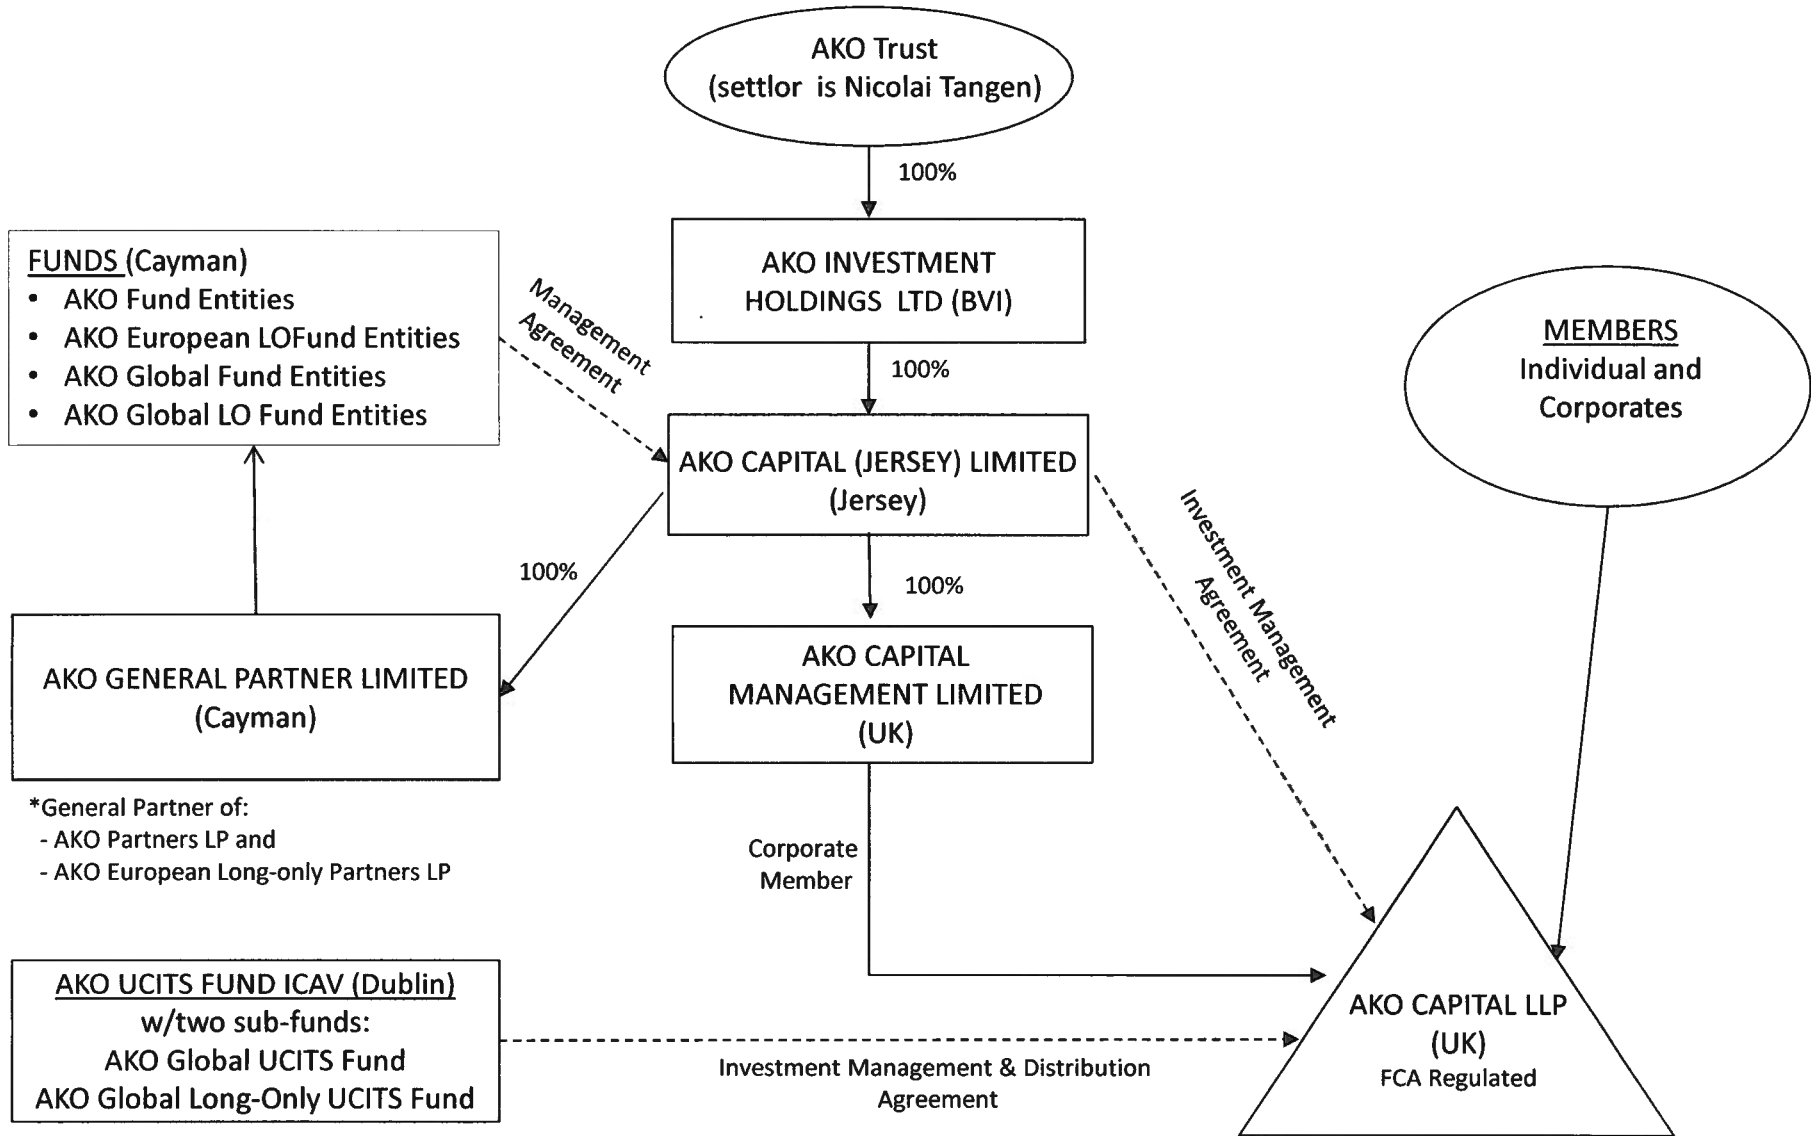 AKO Trust
(settlor is Nicolai Tangen)
100%
AKO INVESTMENT
HOLDINGS LTD (BVI)
100%
FUNDS (Cayman)
• AKO Fund Entities
• AKO European LOFund Entities
• AKO Global Fund Entities
• AKO Global LO Fund Entities
Management
Agreement
MEMBERS
Individual and
Corporates
AKO CAPITAL (JERSEY) LIMITED
(Jersey)
100%
100%
Investment Management
Agreement
AKO GENERAL PARTNER LIMITED
(Cayman)
*General Partner of:
- AKO Partners LP and
- AKO European Long-only Partners LP
AKO CAPITAL
MANAGEMENT LIMITED
(UK)
Corporate
Member
AKO UCITS FUND ICAV (Dublin)
w/two sub-funds:
AKO Global UCITS Fund
AKO Global Long-Only UCITS Fund
Investment Management & Distribution
Agreement
AKO CAPITAL LLP
(UK)
FCA Regulated